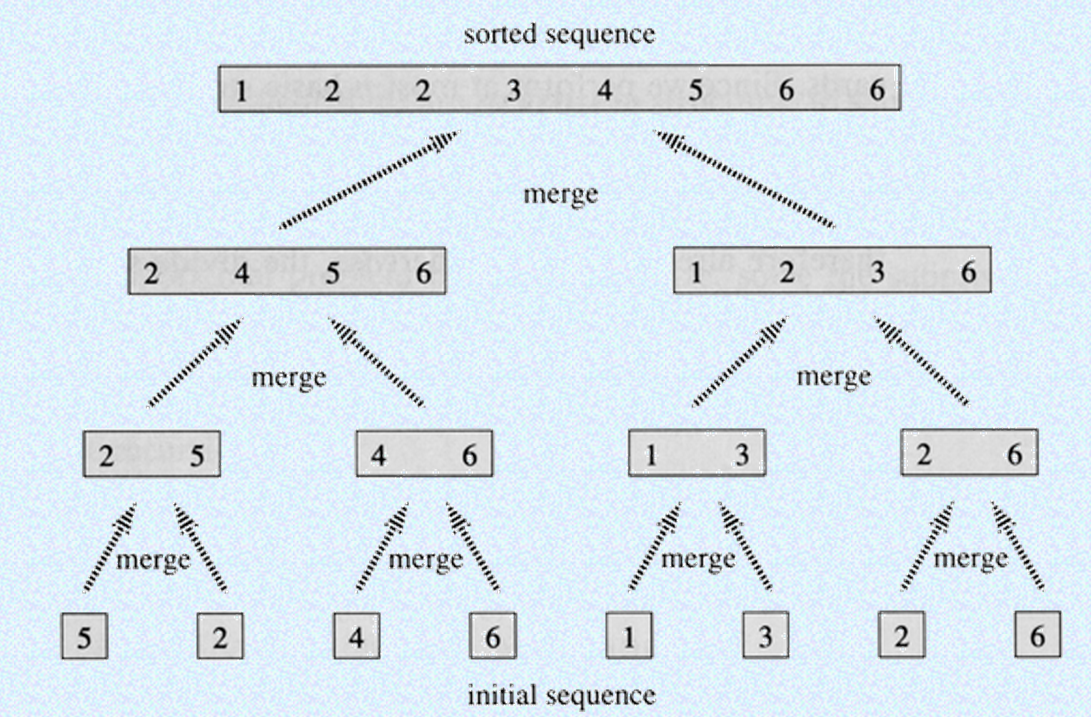 sorted sequence
1 2 2 3 4 5 6 6
merge
2 4 5 6 1 2 3 6
merge merge
2 5 4 6 1 3 2 6
merge merge merge merge
5 2 4 6 1 3 2 6
initial sequence